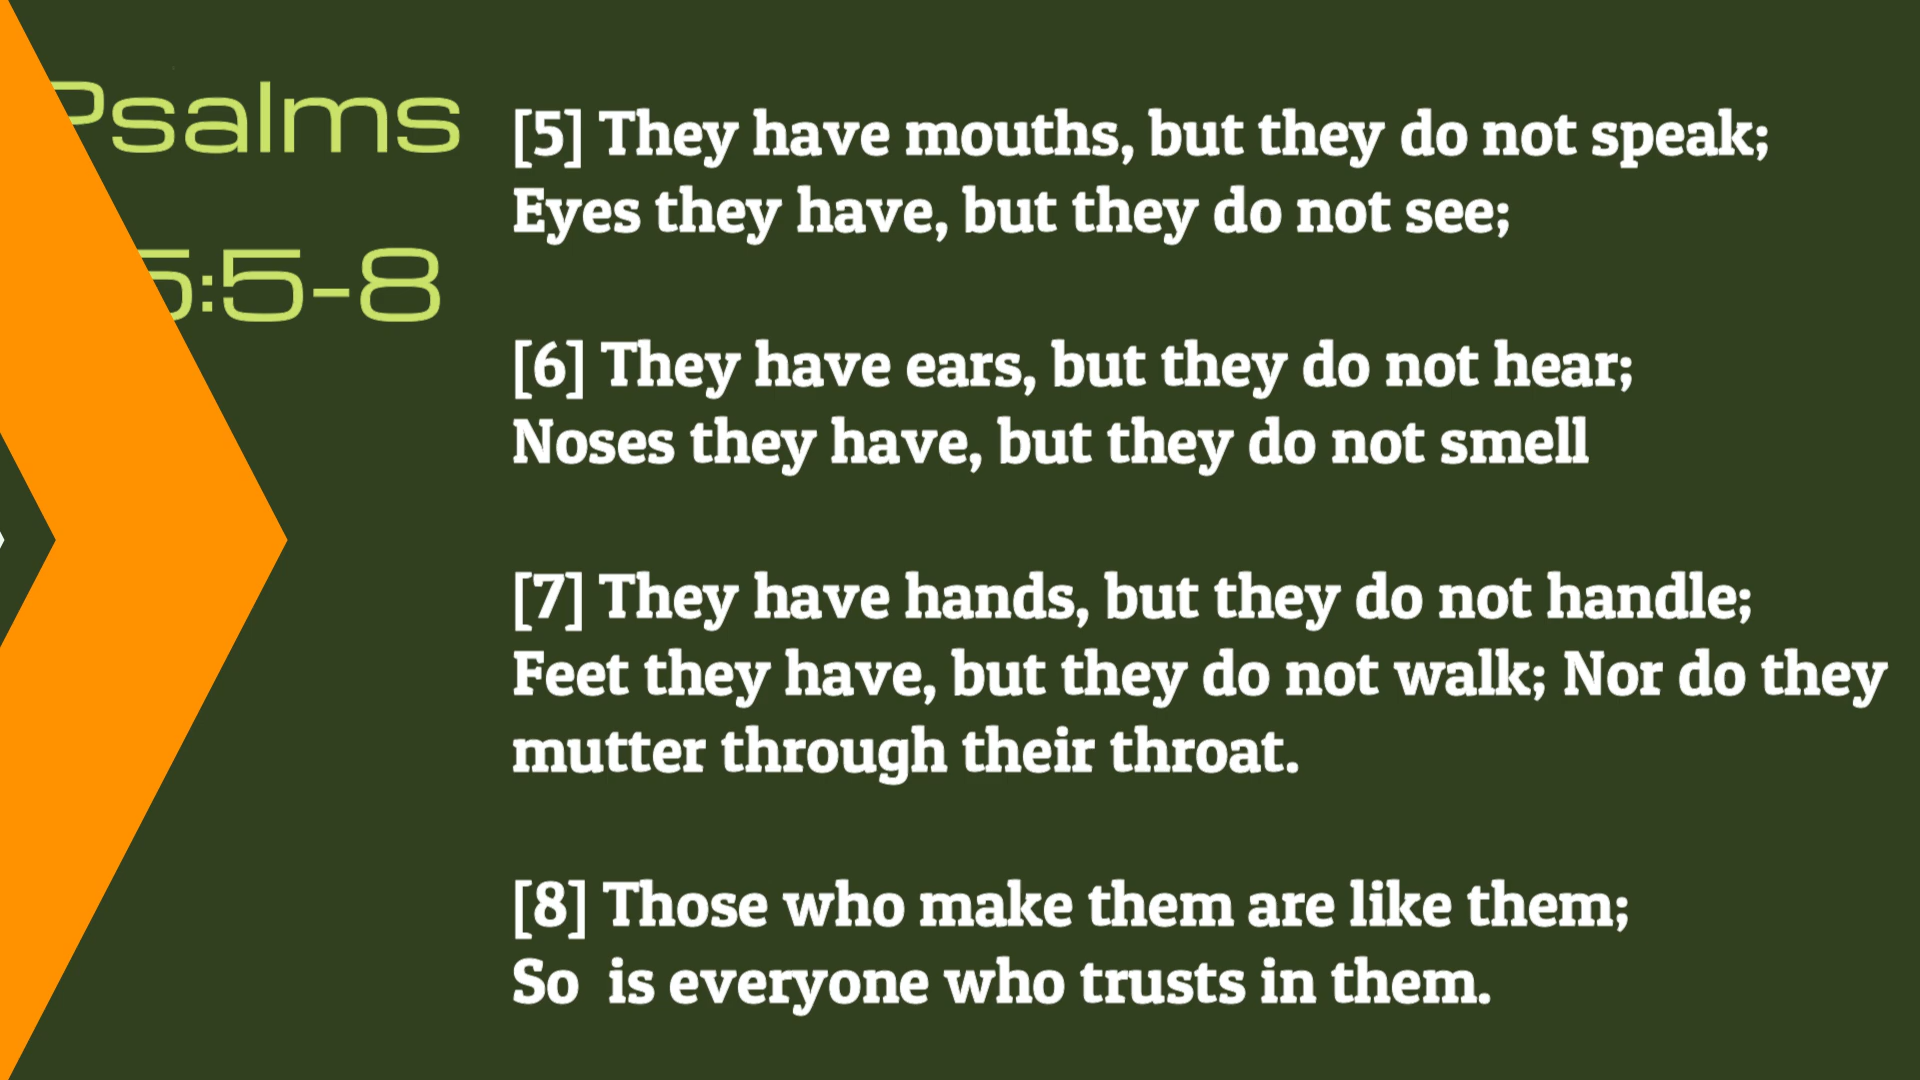 Psalms
5:5-8
[5] They have mouths, but they do not speak;
Eyes they have, but they do not see;
[6] They have ears, but they do not hear;
Noses they have, but they do not smell
[7] They have hands, but they do not handle;
Feet they have, but they do not walk; Nor do they
mutter through their throat.
[8] Those who make them are like them;
So is everyone who trusts in them.